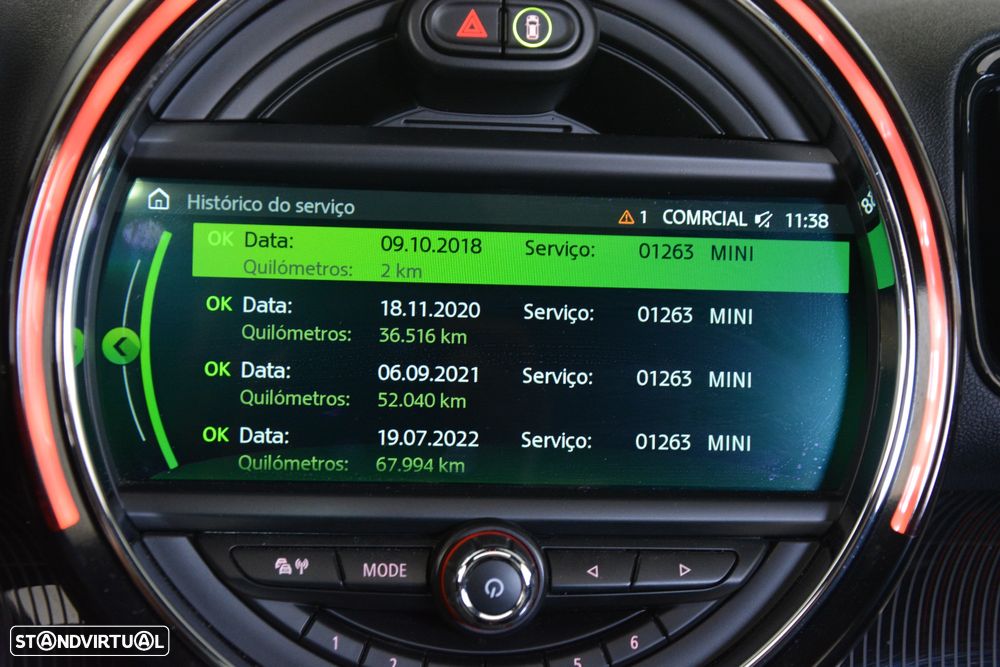 Histórico do serviço
1 COMRCIAL 11:38
OK Data: 09.10.2018 Serviço: 01263 MINI
Quilómetros: 2 km
OK Data: 18.11.2020 Serviço: 01263 MINI
Quilómetros: 36.516 km
OK Data: 06.09.2021 Serviço: 01263 MINI
Quilómetros: 52.040 km
OK Data: 19.07.2022 Serviço: 01263 MINI
Quilómetros: 67.994 km
MODE
1 2 5 6
STANDVIRTUAL